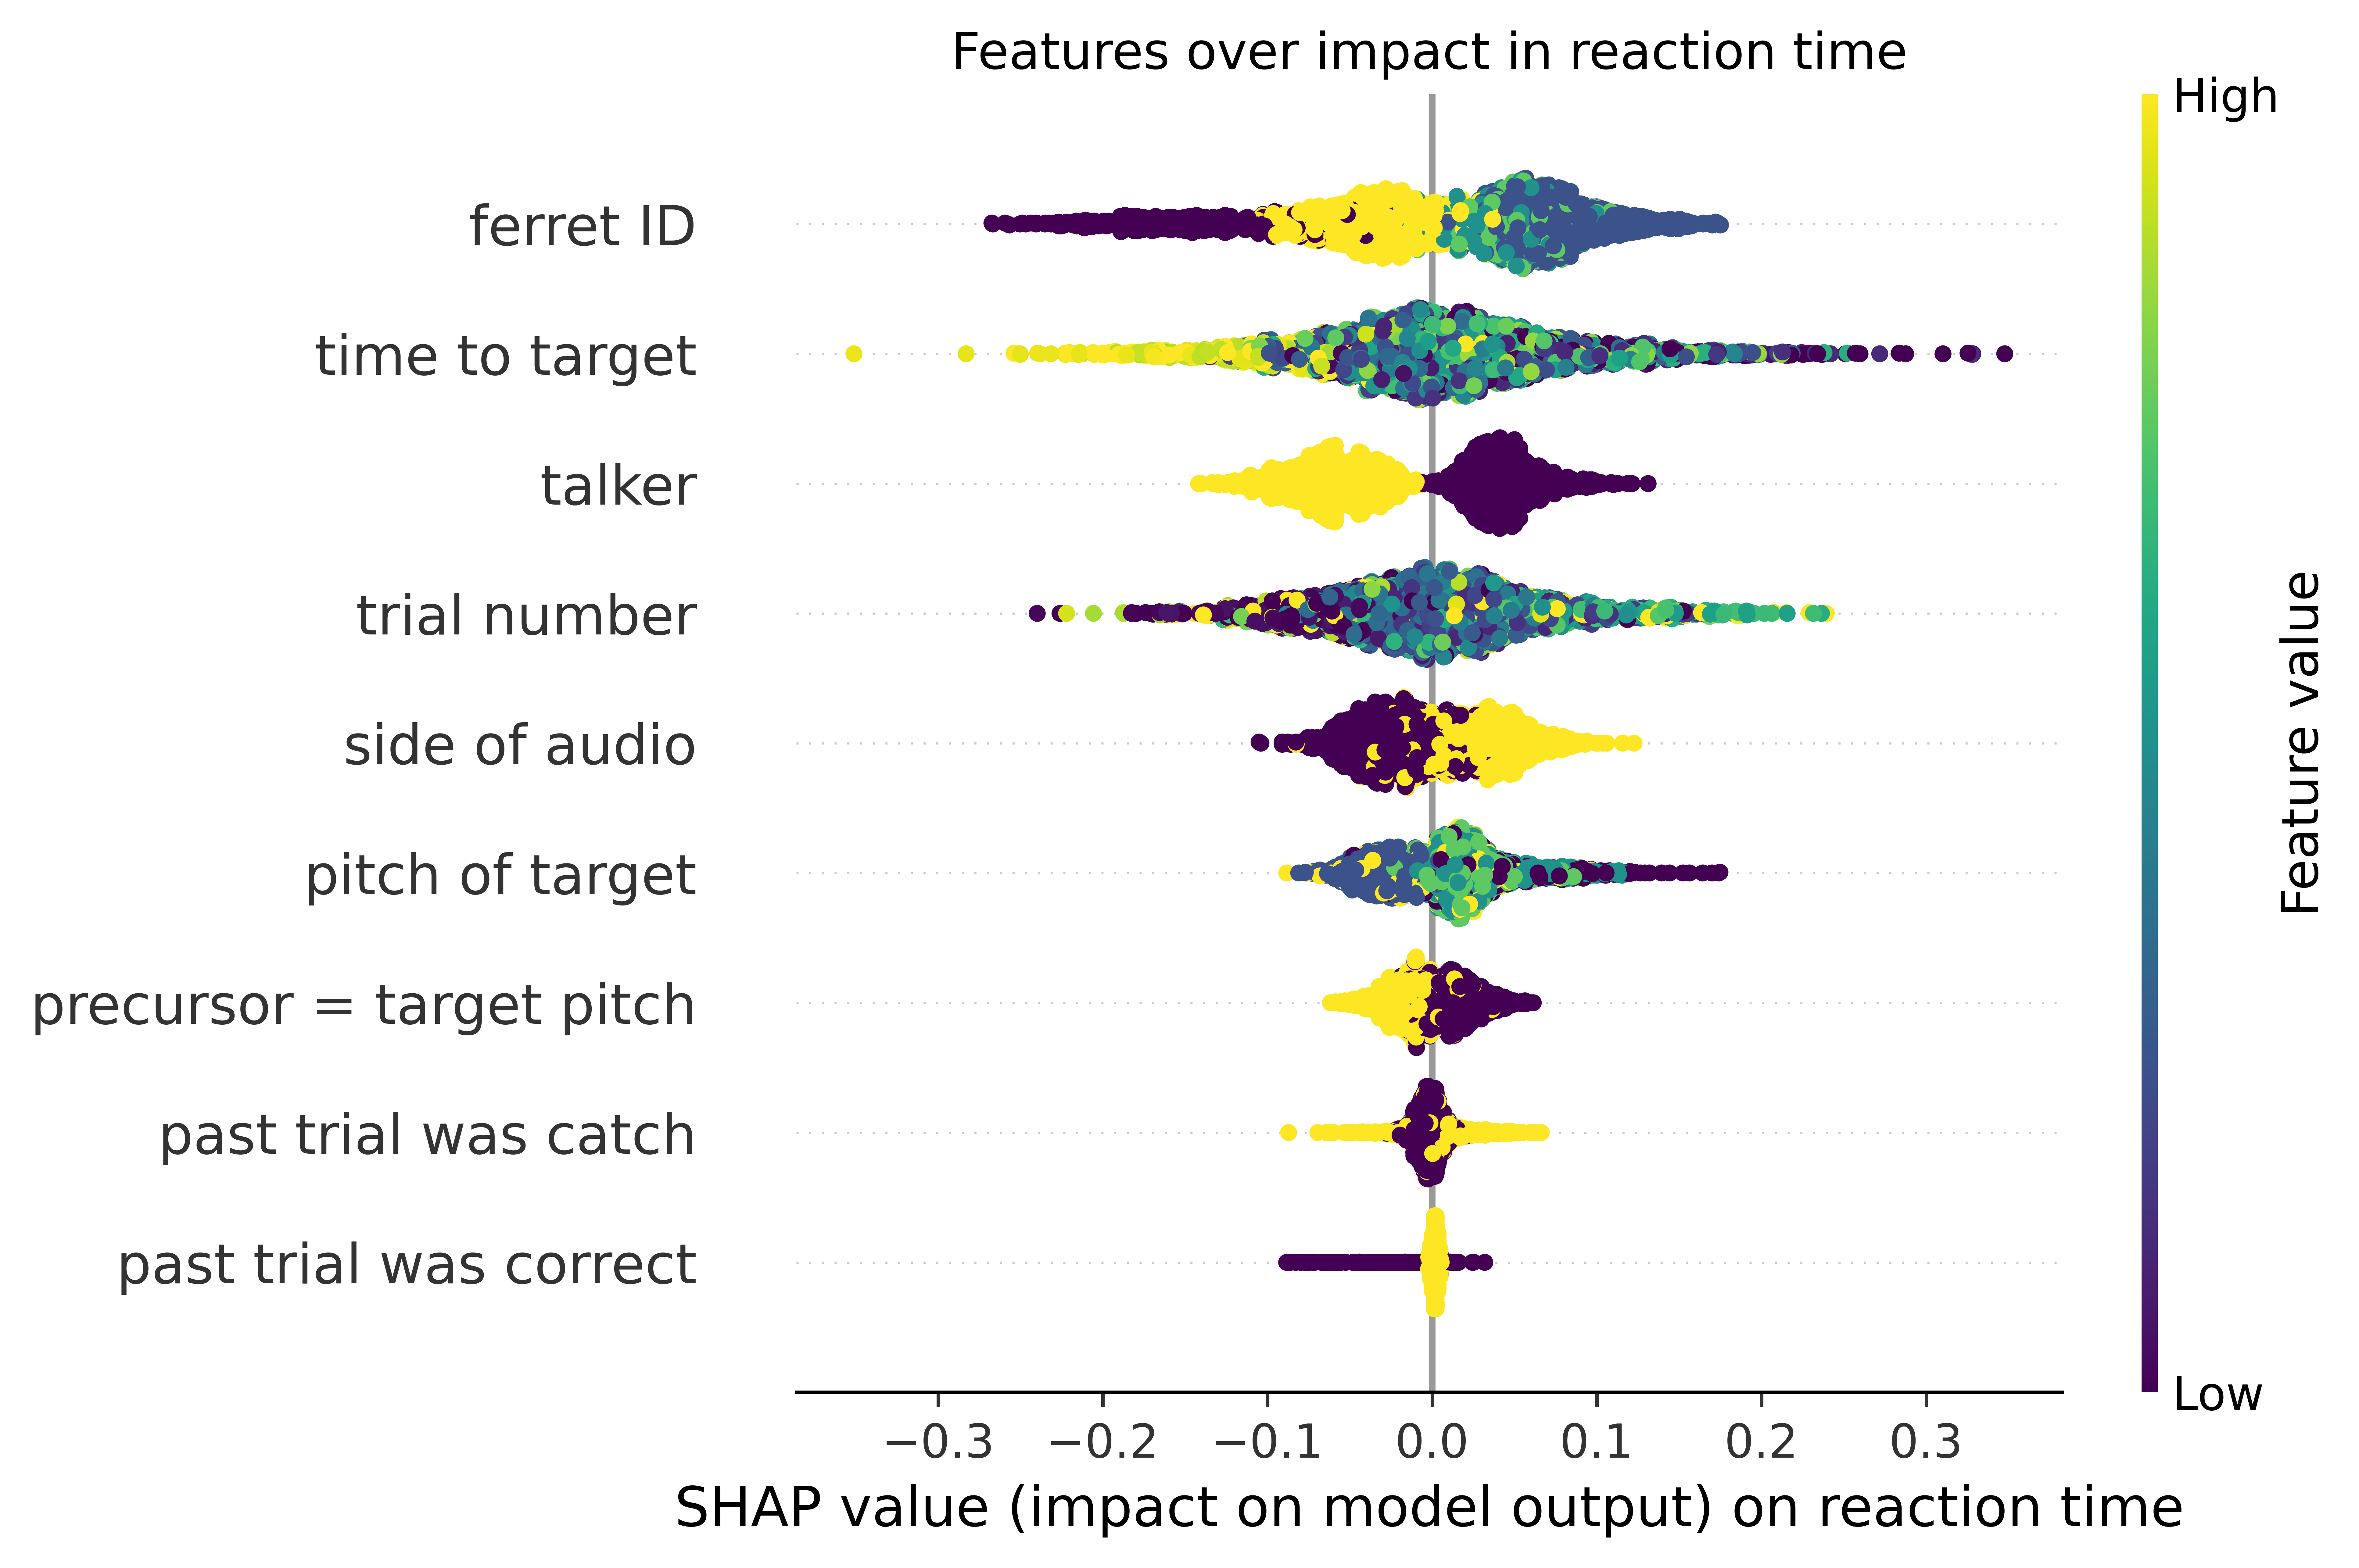 Features over impact in reaction time
High
ferret ID
time to target
talker
trial number
side of audio
pitch of target
precursor = target pitch
past trial was catch
past trial was correct
Feature value
Low
−0.3 −0.2 −0.1 0.0 0.1 0.2 0.3
SHAP value (impact on model output) on reaction time